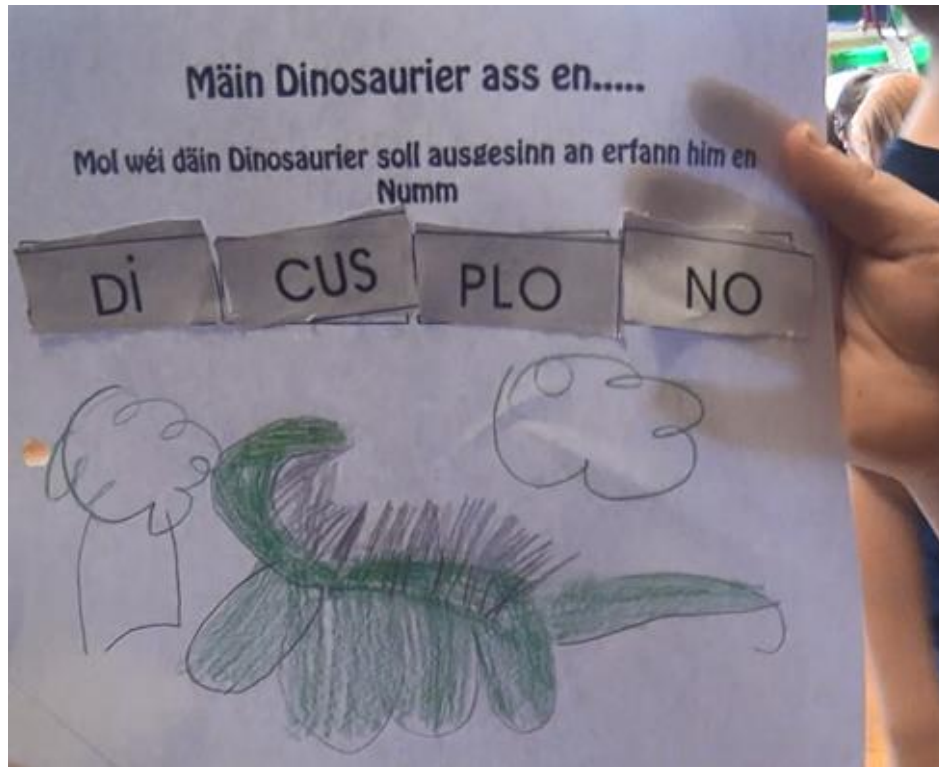 Mäin Dinosaurier ass en.....
Mol wéi däin Dinosaurier soll ausgesinn an erfann him en
Numm
Di CUS PLO NO